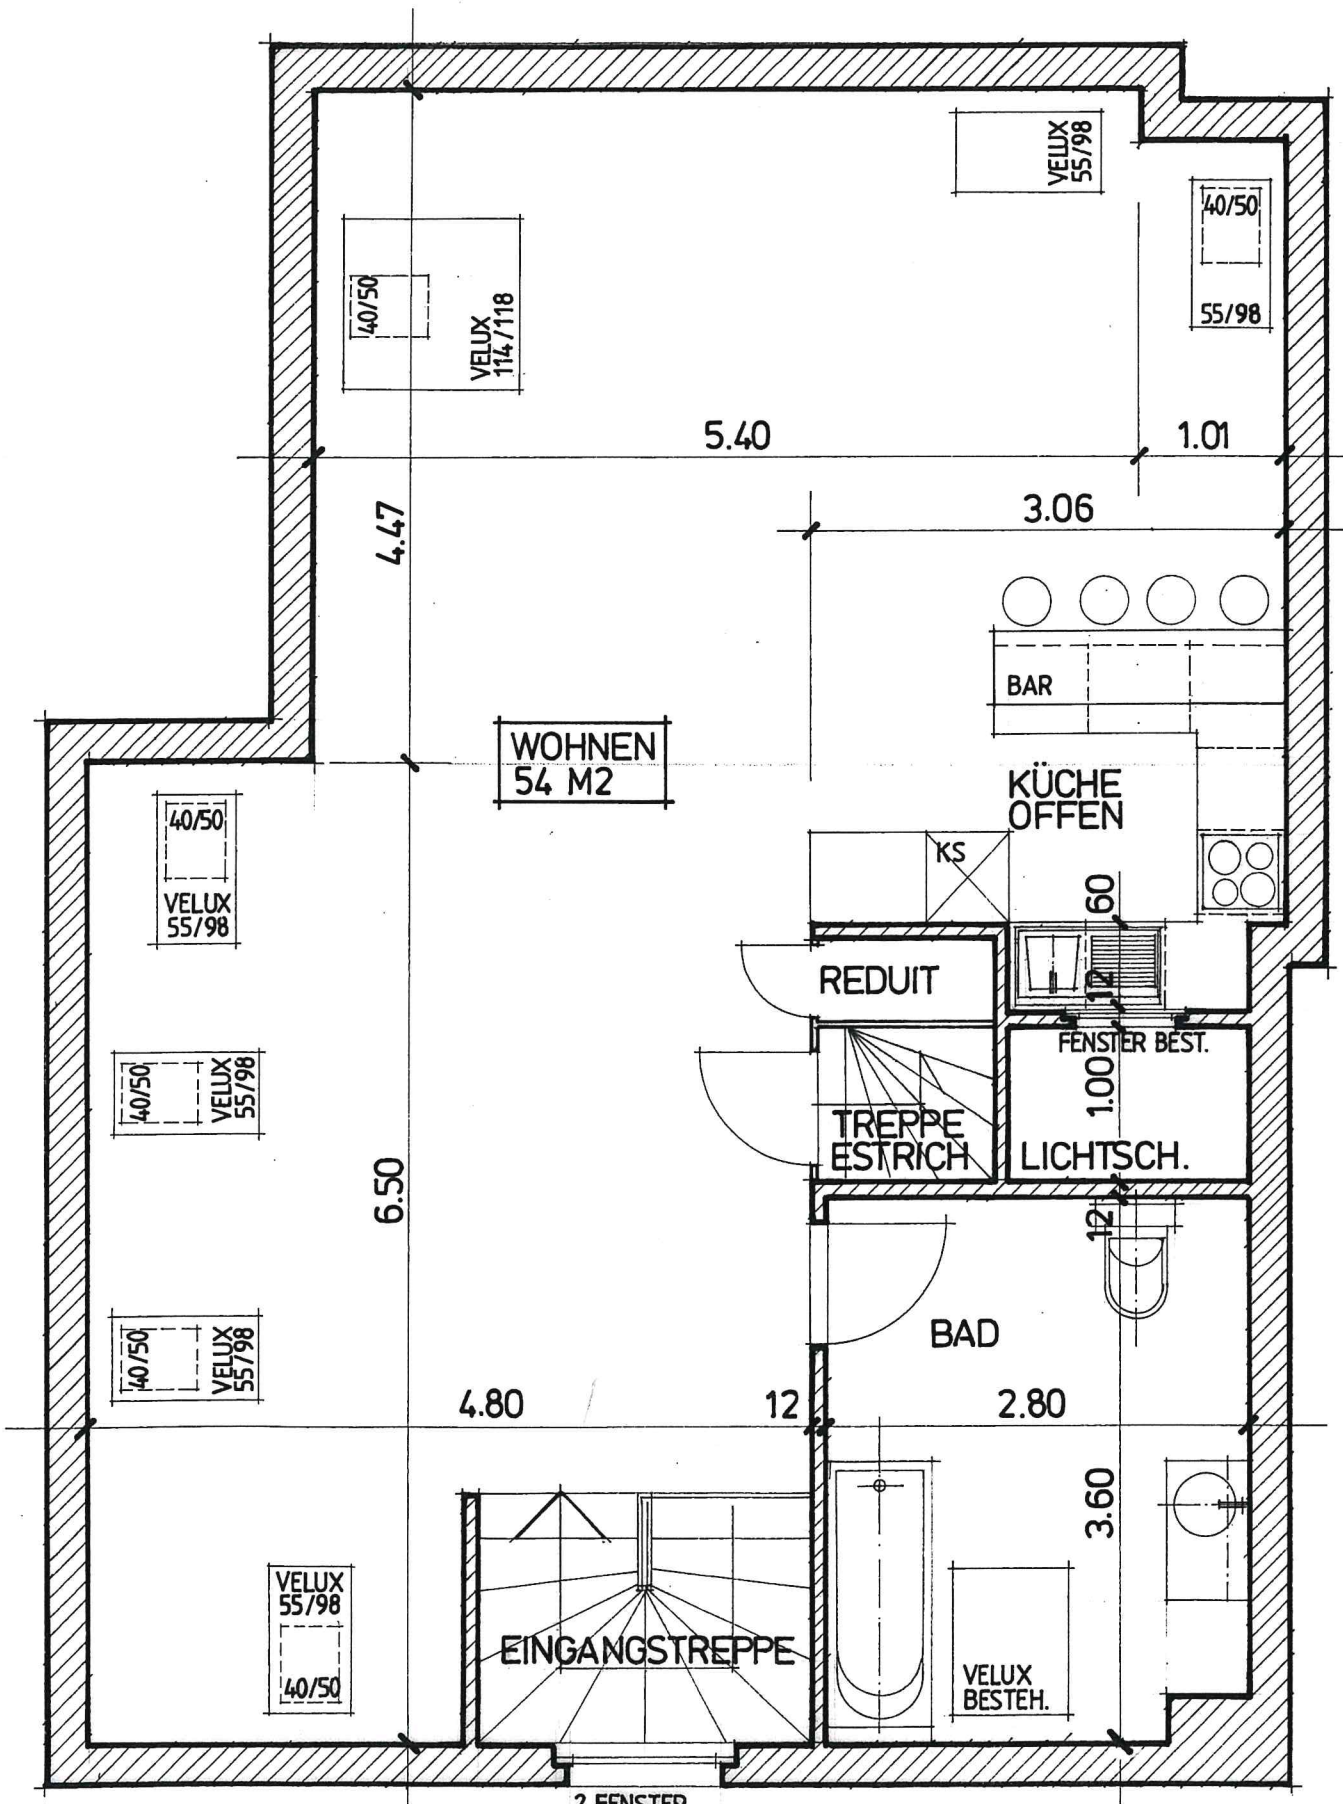 VELUX
55/98
40/50
55/98
40/50
VELUX
114/118
5.40
1.01
3.06
4.47
BAR
WOHNEN
54 M2
KÜCHE
OFFEN
40/50
VELUX
55/98
KS
60
REDUIT
12
FENSTER BEST.
40/50
VELUX
55/98
1.00
TREPPE
ESTRICH
LICHTSCH.
6.50
12
40/50
VELUX
55/98
BAD
4.80
12
2.80
3.60
VELUX
55/98
40/50
EINGANGSTREPPE
VELUX
BESTEH.
2 FENSTER